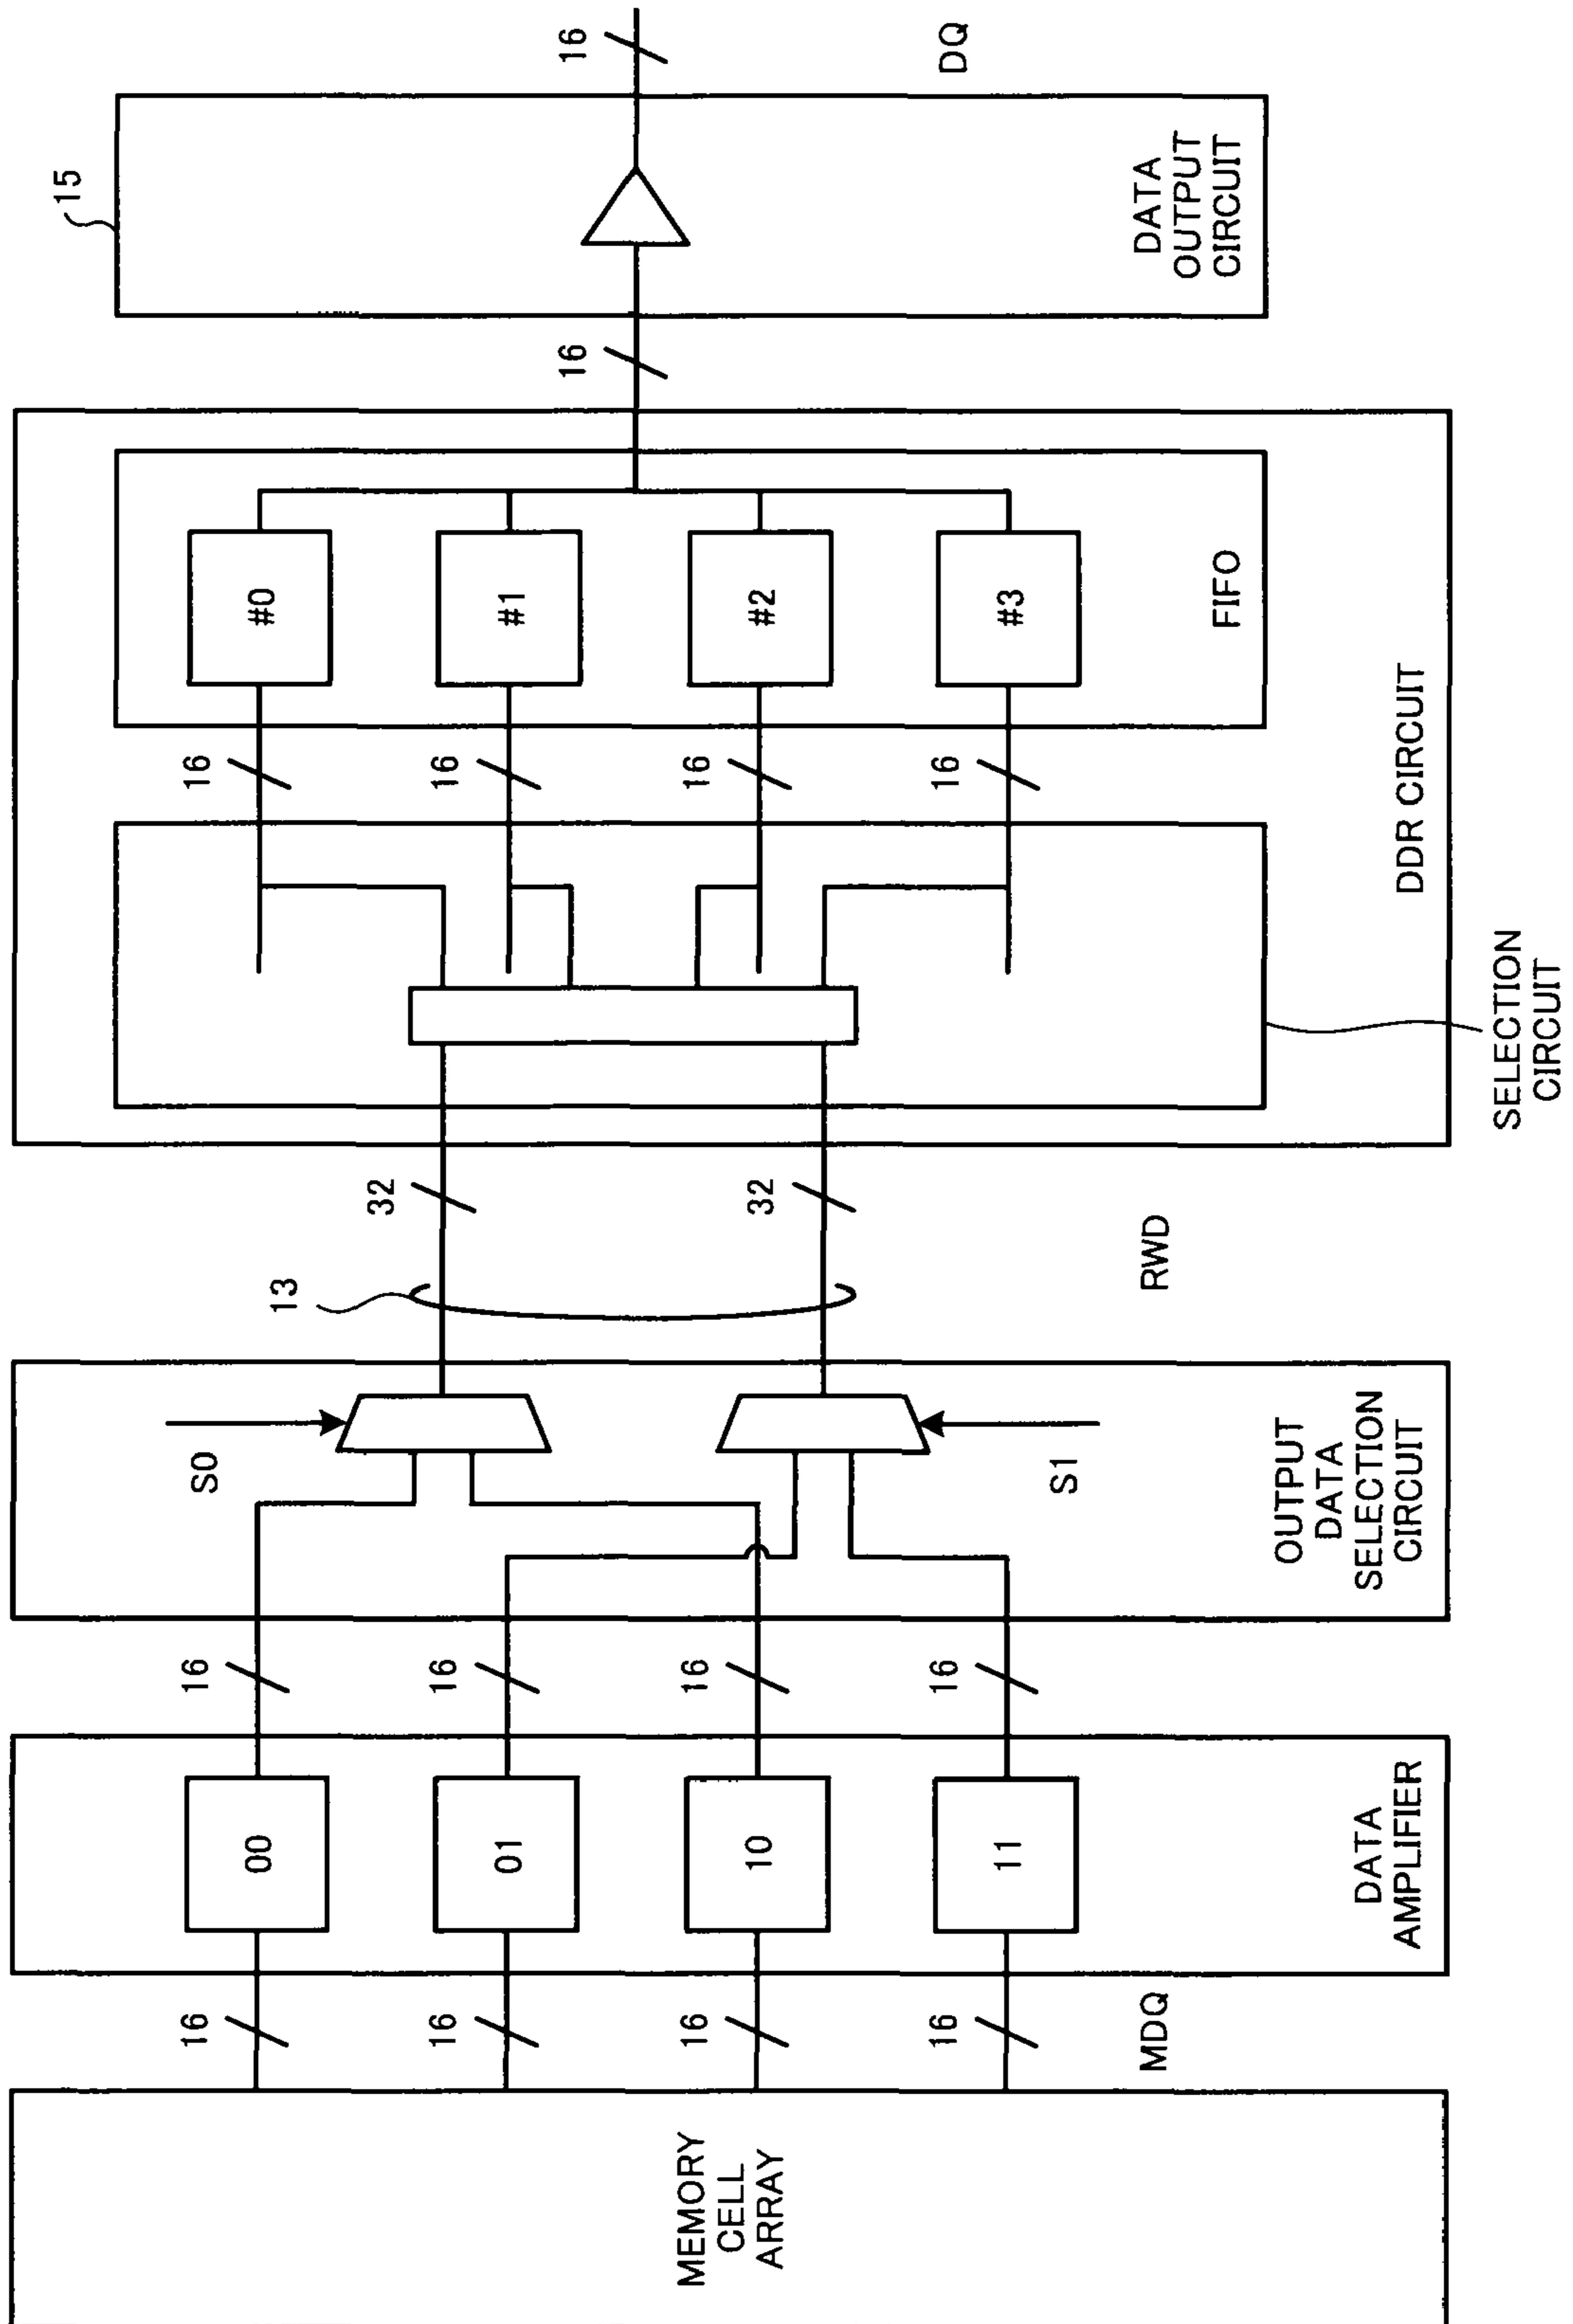 MEMORY
CELL
ARRAY
16
16
16
16
MDQ
00
01
10
11
DATA
AMPLIFIER
16
16
16
16
S0
S1
OUTPUT
DATA
SELECTION
CIRCUIT
13
32
32
RWD
SELECTION
CIRCUIT
16
16
16
16
#0
#1
#2
#3
FIFO
DDR CIRCUIT
16
15
DATA
OUTPUT
CIRCUIT
16
DQ